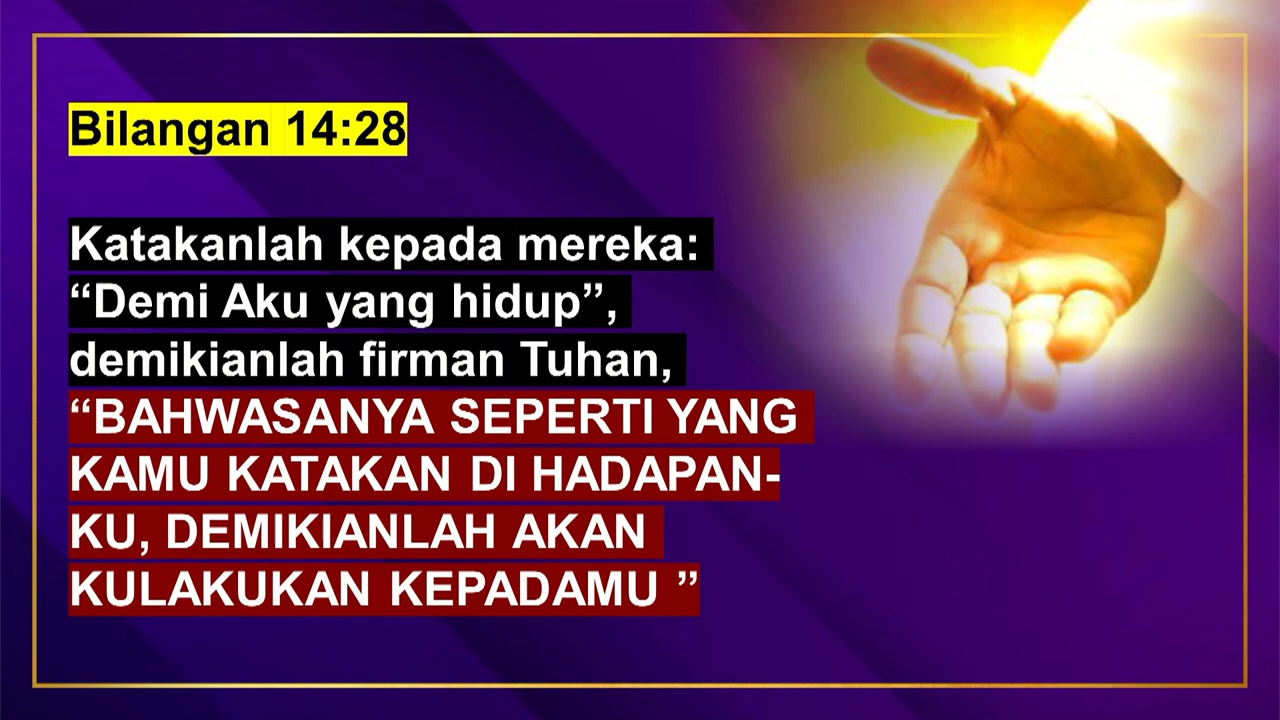 Bilangan 14:28
Katakanlah kepada mereka:
“Demi Aku yang hidup”,
demikianlah firman Tuhan,
“BAHWASANYA SEPERTI YANG
KAMU KATAKAN DI HADAPAN-
KU, DEMIKIANLAH AKAN
KULAKUKAN KEPADAMU ”